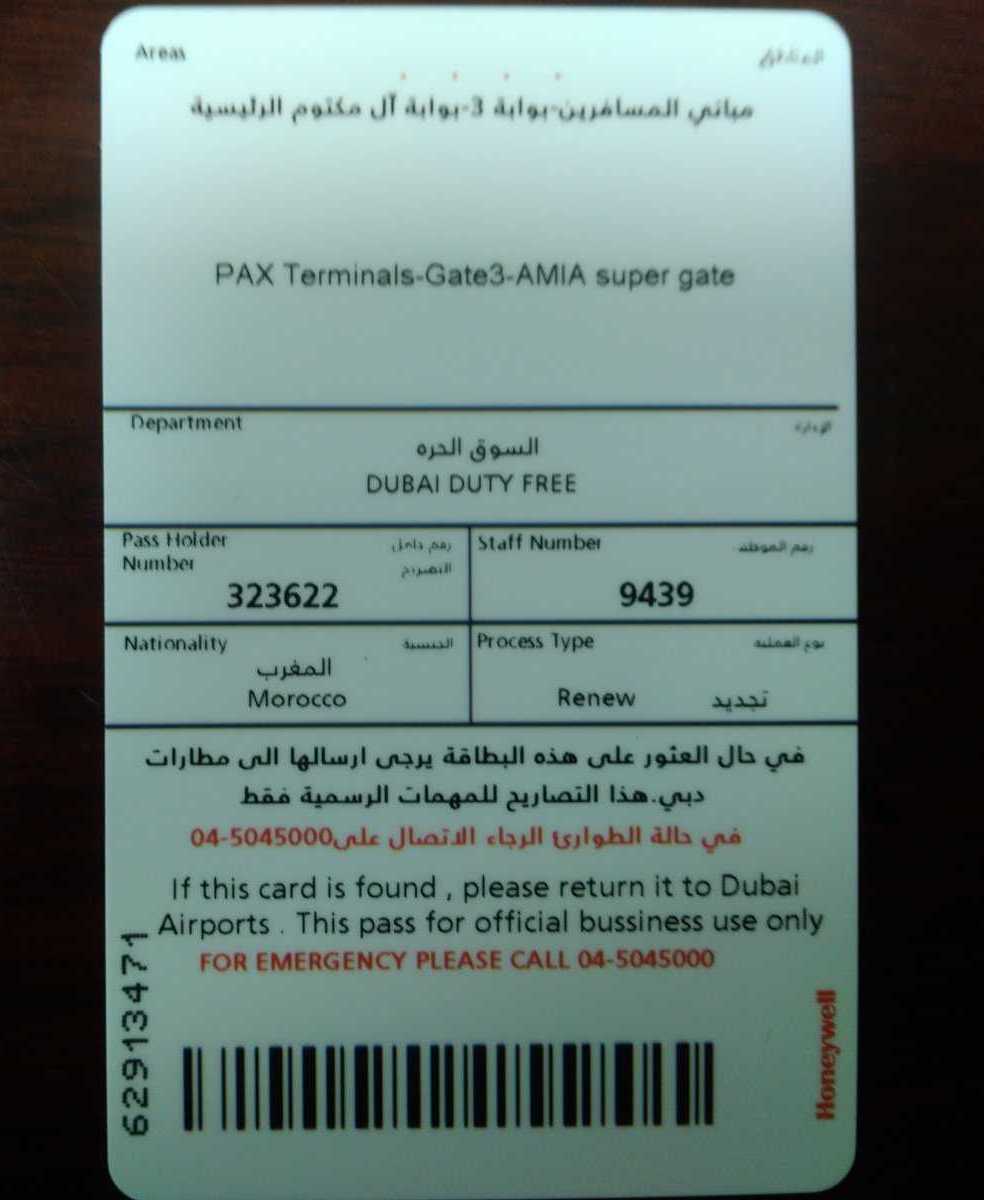 Areas المناطق
مباني المسافرين-بوابة 3-بوابة آل مكتوم الرئيسية
PAX Terminals-Gate3-AMIA super gate
Department الإدارة
السوق الحره
DUBAI DUTY FREE
Pass Holder رقم حامل
Number التصريح
323622
Staff Number رقم الموظف
9439
Nationality الجنسية
المغرب
Morocco
Process Type نوع العملية
Renew تجديد
في حال العثور على هذه البطاقة يرجى ارسالها الى مطارات
دبي.هذا التصاريح للمهمات الرسمية فقط
في حالة الطوارئ الرجاء الاتصال على04-5045000
If this card is found , please return it to Dubai
Airports . This pass for official bussiness use only
FOR EMERGENCY PLEASE CALL 04-5045000
62913471
Honeywell